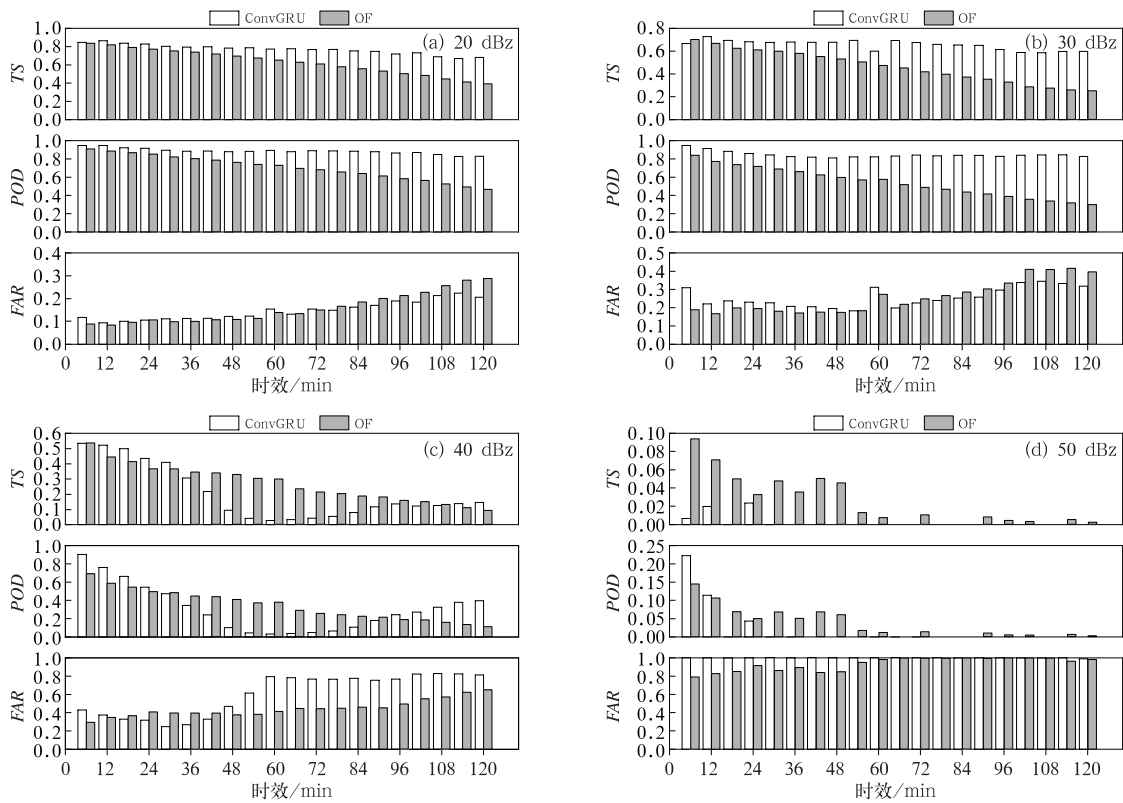 ConvGRU OF
(a) 20 dBz
TS
1.0
0.8
0.6
0.4
0.2
0.0
POD
1.0
0.8
0.6
0.4
0.2
0.0
FAR
0.4
0.3
0.2
0.1
0.0
0 12 24 36 48 60 72 84 96 108 120
时效/min
ConvGRU OF
(b) 30 dBz
TS
0.8
0.6
0.4
0.2
0.0
POD
1.0
0.8
0.6
0.4
0.2
0.0
FAR
0.5
0.4
0.3
0.2
0.1
0.0
0 12 24 36 48 60 72 84 96 108 120
时效/min
ConvGRU OF
(c) 40 dBz
TS
0.6
0.5
0.4
0.3
0.2
0.1
0.0
POD
1.0
0.8
0.6
0.4
0.2
0.0
FAR
1.0
0.8
0.6
0.4
0.2
0.0
0 12 24 36 48 60 72 84 96 108 120
时效/min
ConvGRU OF
(d) 50 dBz
TS
0.10
0.08
0.06
0.04
0.02
0.00
POD
0.25
0.20
0.15
0.10
0.05
0.00
FAR
1.0
0.8
0.6
0.4
0.2
0.0
0 12 24 36 48 60 72 84 96 108 120
时效/min